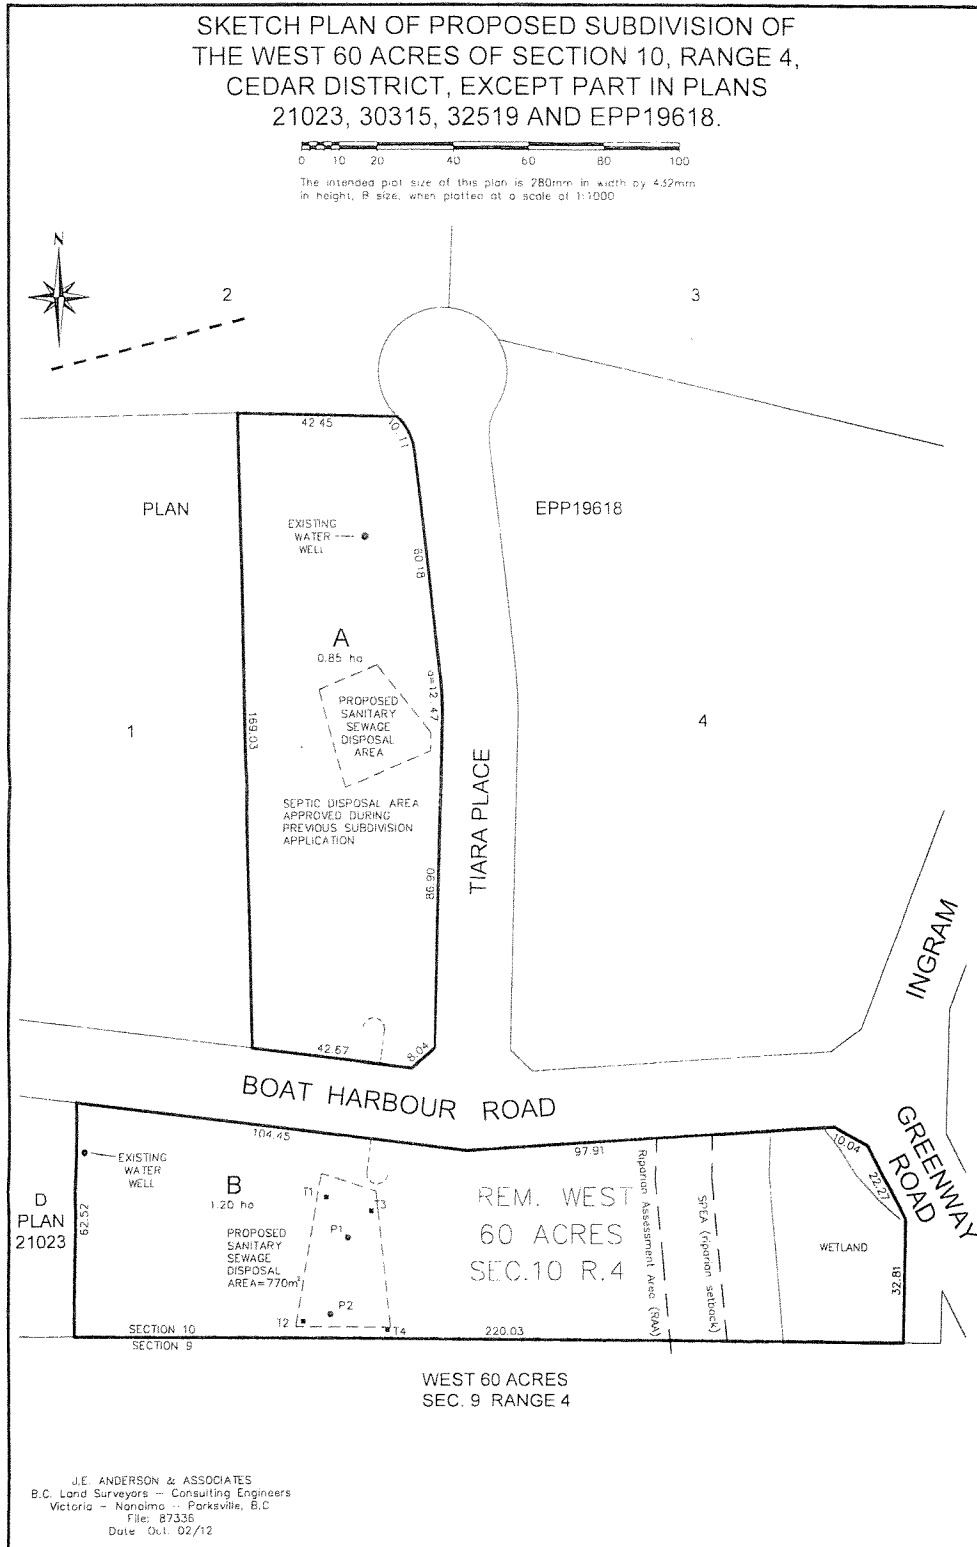 SKETCH PLAN OF PROPOSED SUBDIVISION OF
THE WEST 60 ACRES OF SECTION 10, RANGE 4,
CEDAR DISTRICT, EXCEPT PART IN PLANS
21023, 30315, 32519 AND EPP19618.
0 10 20 40 60 80 100
The intended plot size of this plan is 280mm in width by 432mm
in height, B size, when plotted at a scale of 1:1000
N
2
3
42.45
10.11
PLAN
EPP19618
EXISTING
WATER
WELL
60.18
A
0.85 ha
a=12.47
PROPOSED
SANITARY
SEWAGE
DISPOSAL
AREA
1
169.03
4
SEPTIC DISPOSAL AREA
APPROVED DURING
PREVIOUS SUBDIVISION
APPLICATION
TIARA PLACE
INGRAM
42.67
8.04
BOAT HARBOUR ROAD
GREENWAY
ROAD
104.45
97.91
10.04
22.27
EXISTING
WATER
WELL
D
PLAN
21023
62.52
B
1.20 ha
T1
T3
P1
PROPOSED
SANITARY
SEWAGE
DISPOSAL
AREA=770m²
P2
T2
T4
REM. WEST
60 ACRES
SEC.10 R.4
Riparian Assessment Area (RAA)
SPEA (riparian setback)
WETLAND
32.81
SECTION 10
220.03
SECTION 9
WEST 60 ACRES
SEC. 9 RANGE 4
J.E. ANDERSON & ASSOCIATES
B.C. Land Surveyors - Consulting Engineers
Victoria - Nanaimo - Parksville, B.C
File: 87336
Date Oct. 02/12